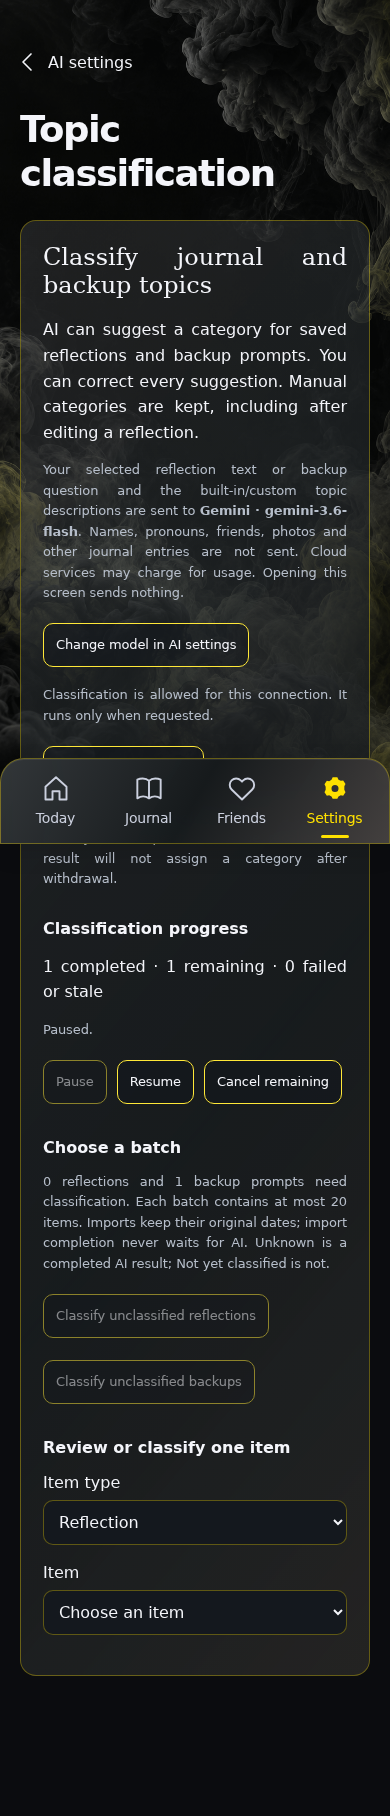 AI settings
Topic
classification
Classify journal and
backup topics
AI can suggest a category for saved
reflections and backup prompts. You
can correct every suggestion. Manual
categories are kept, including after
editing a reflection.
Your selected reflection text or backup
question and the built-in/custom topic
descriptions are sent to Gemini · gemini-3.6-
flash. Names, pronouns, friends, photos and
other journal entries are not sent. Cloud
services may charge for usage. Opening this
screen sends nothing.
Change model in AI settings
Classification is allowed for this connection. It
runs only when requested.
Today
Journal
Friends
Settings
result will not assign a category after
withdrawal.
Classification progress
1 completed · 1 remaining · 0 failed
or stale
Paused.
Pause
Resume
Cancel remaining
Choose a batch
0 reflections and 1 backup prompts need
classification. Each batch contains at most 20
items. Imports keep their original dates; import
completion never waits for AI. Unknown is a
completed AI result; Not yet classified is not.
Classify unclassified reflections
Classify unclassified backups
Review or classify one item
Item type
Reflection
Item
Choose an item